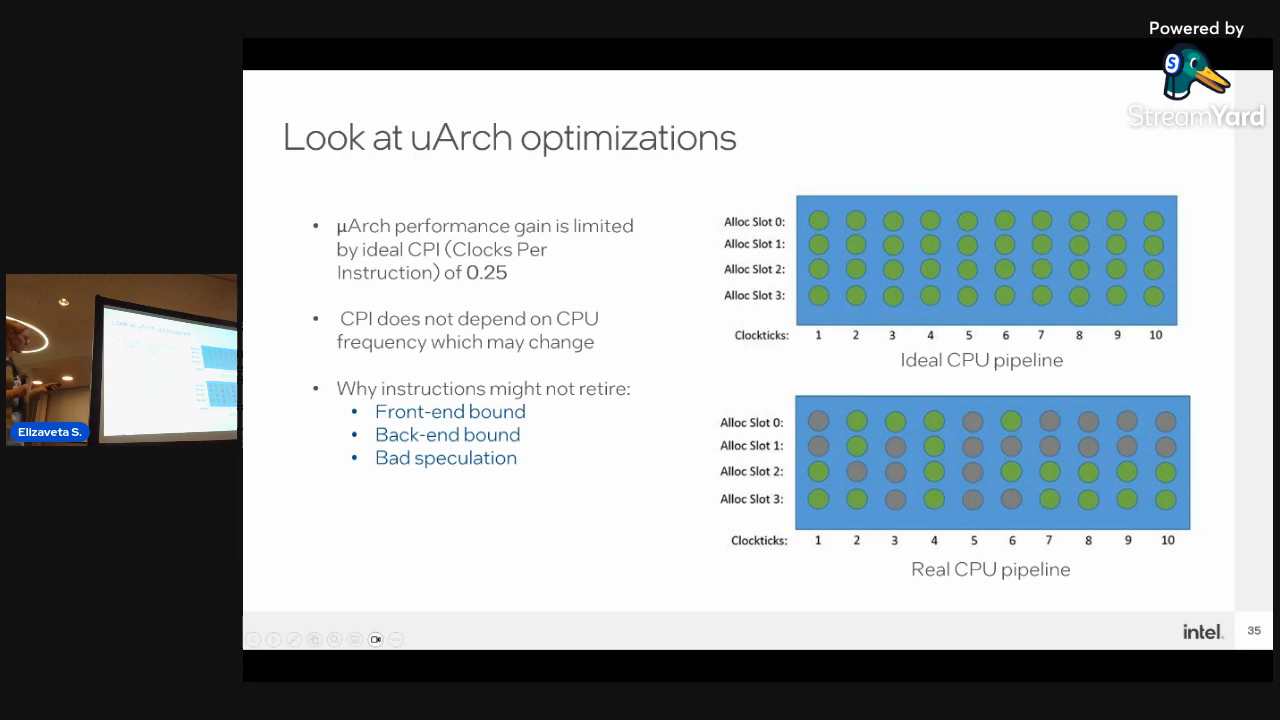 Powered by
S
StreamYard
Look at uArch optimizations
• µArch performance gain is limited
by ideal CPI (Clocks Per
Instruction) of 0.25
• CPI does not depend on CPU
frequency which may change
• Why instructions might not retire:
• Front-end bound
• Back-end bound
• Bad speculation
Alloc Slot 0:
Alloc Slot 1:
Alloc Slot 2:
Alloc Slot 3:
Clockticks: 1 2 3 4 5 6 7 8 9 10
Ideal CPU pipeline
Alloc Slot 0:
Alloc Slot 1:
Alloc Slot 2:
Alloc Slot 3:
Clockticks: 1 2 3 4 5 6 7 8 9 10
Real CPU pipeline
Look at uArch optimizations
Elizaveta S.
intel. 35